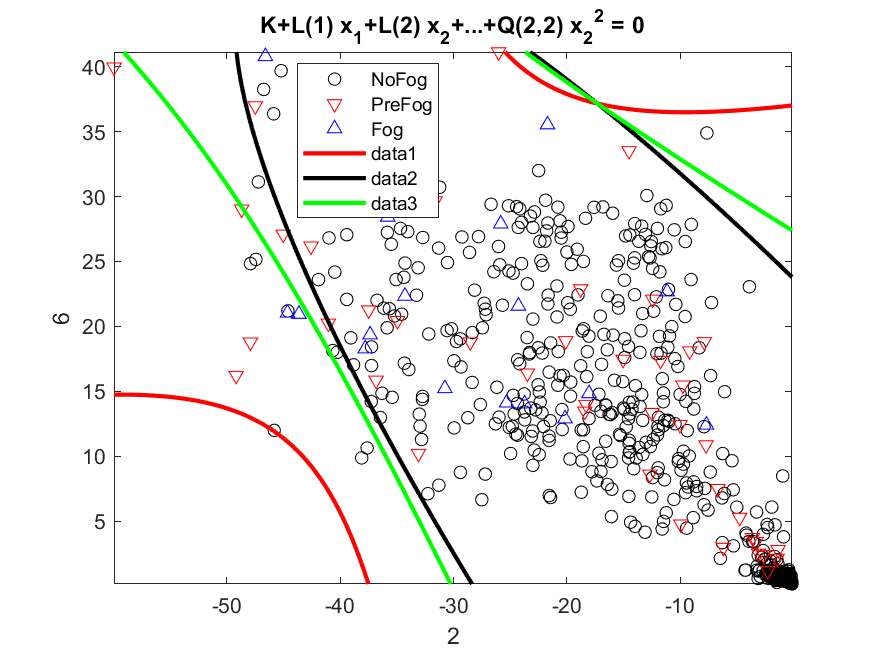 K+L(1) x1+L(2) x2+...+Q(2,2) x2^2 = 0
40
35
30
25
20
15
10
5
6
NoFog
PreFog
Fog
data1
data2
data3
-50 -40 -30 -20 -10
2